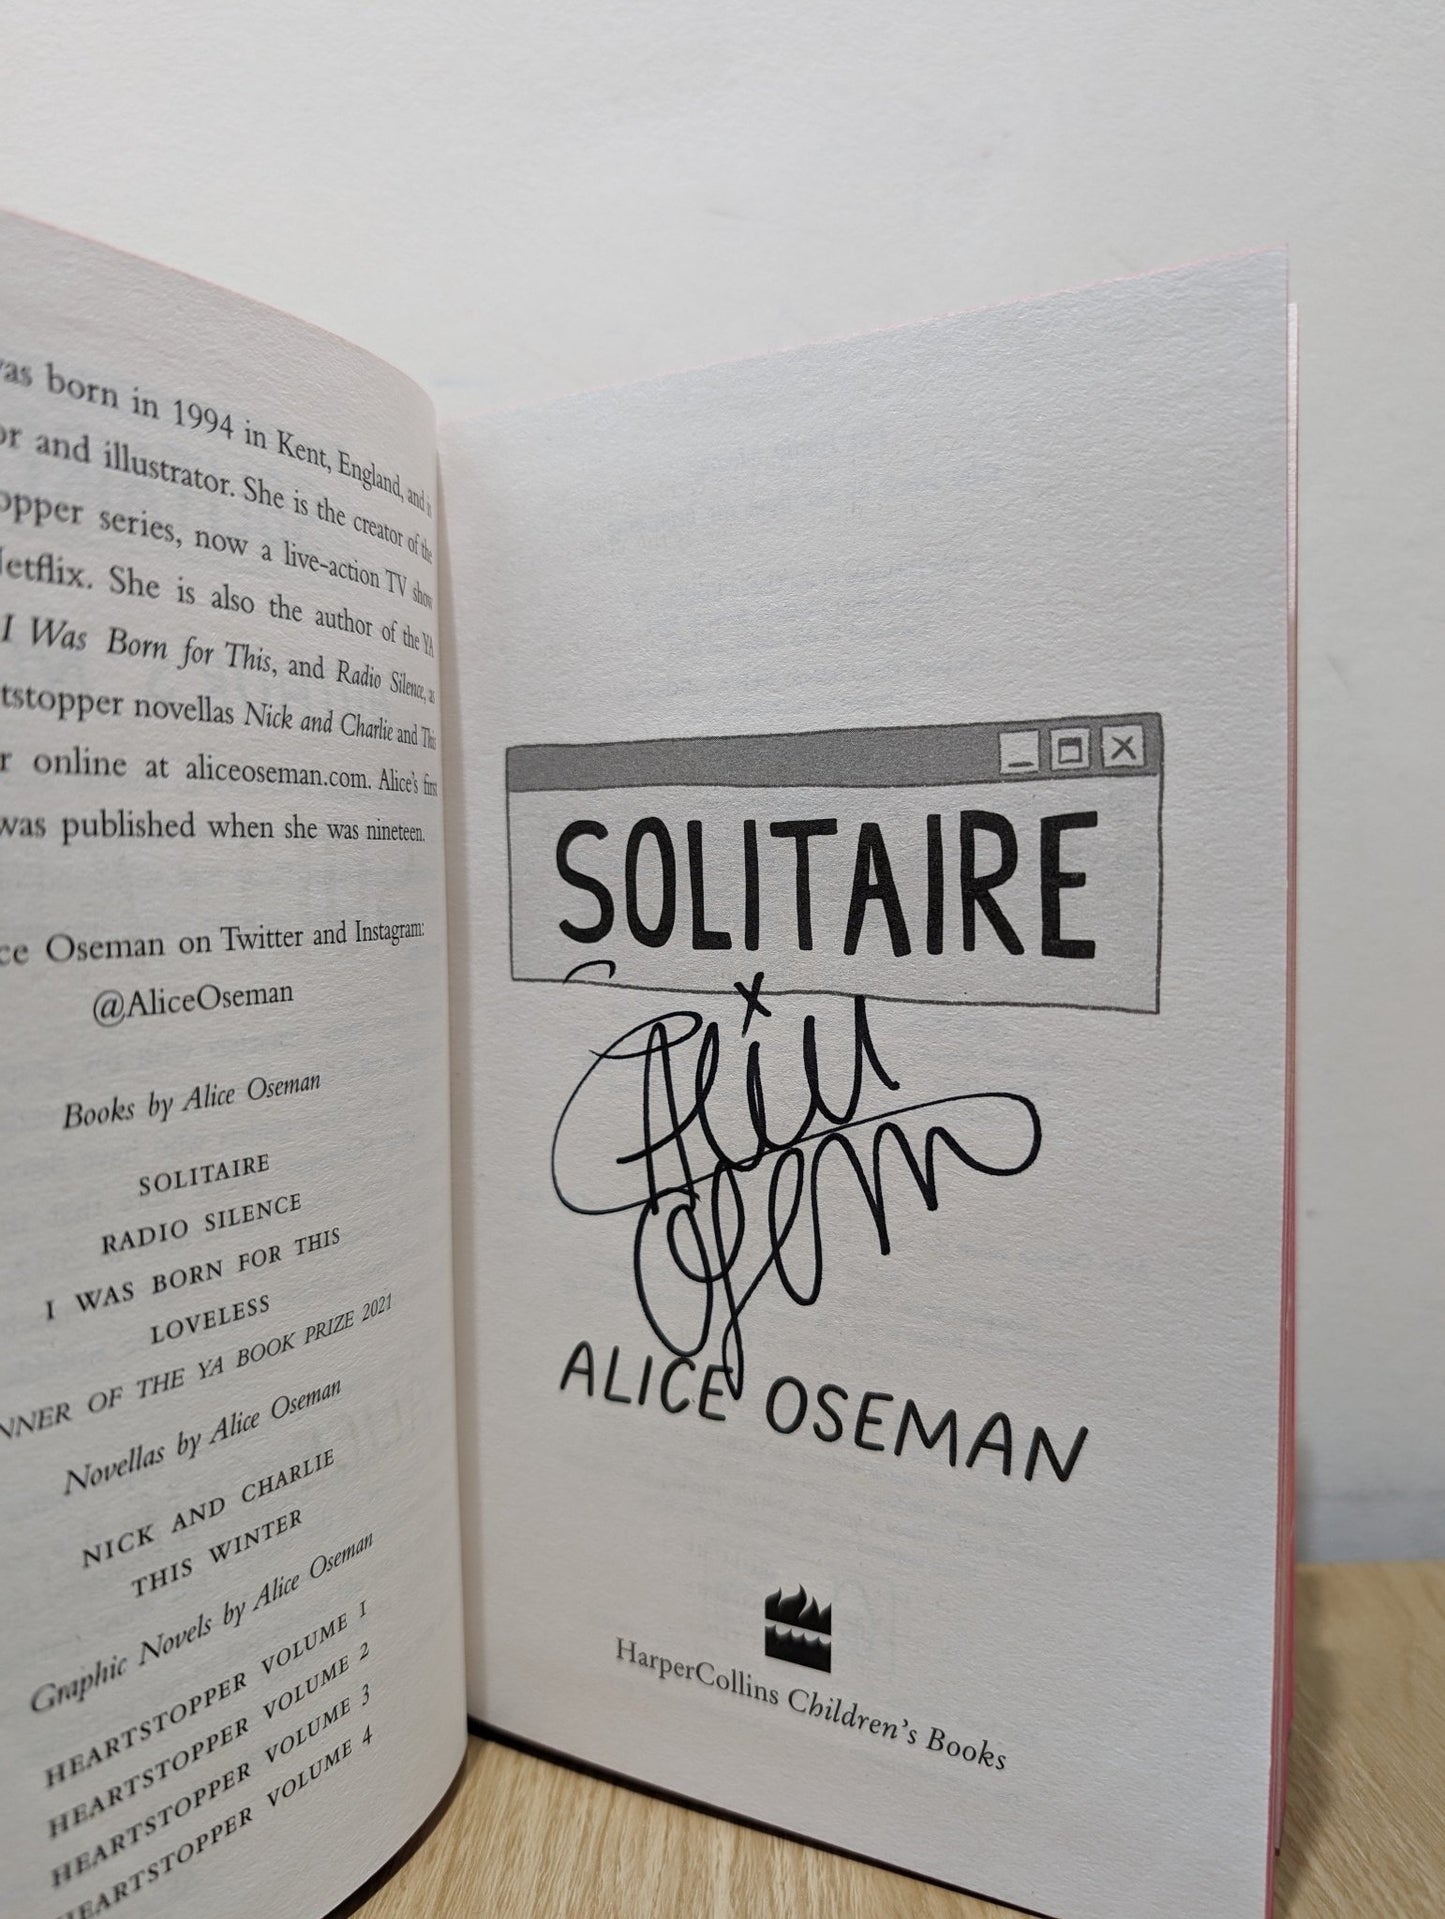 was born in 1994 in Kent, England, and is
or and illustrator. She is the creator of the
opper series, now a live-action TV show
Netflix. She is also the author of the YA
I Was Born for This, and Radio Silence, as
tstopper novellas Nick and Charlie and This
r online at aliceoseman.com. Alice's first
was published when she was nineteen.
ce Oseman on Twitter and Instagram:
@AliceOseman
Books by Alice Oseman
SOLITAIRE
RADIO SILENCE
I WAS BORN FOR THIS
LOVELESS
NNER OF THE YA BOOK PRIZE 2021
Novellas by Alice Oseman
NICK AND CHARLIE
THIS WINTER
Graphic Novels by Alice Oseman
HEARTSTOPPER VOLUME 1
HEARTSTOPPER VOLUME 2
HEARTSTOPPER VOLUME 3
HEARTSTOPPER VOLUME 4
SOLITAIRE
Alice
Osem
ALICE OSEMAN
HarperCollins Children's Books